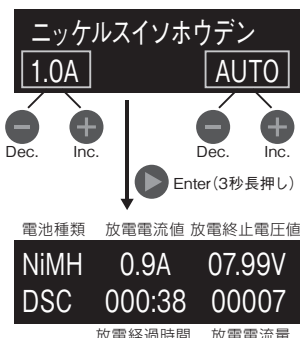 ニッケルスイソホウデン
1.0A AUTO
Dec. Inc. Dec. Inc.
Enter(3秒長押し)
電池種類 放電電流値 放電終止電圧値
NiMH 0.9A 07.99V
DSC 000:38 00007
放電経過時間 放電電流量